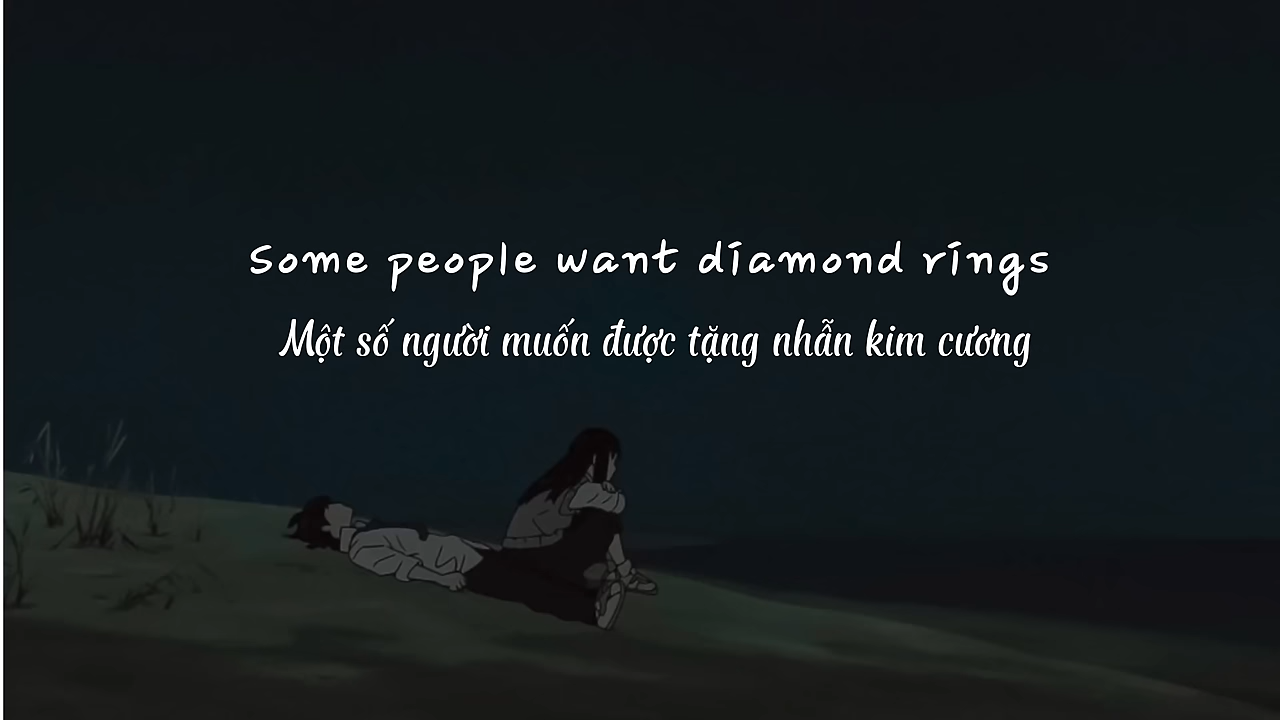 Some people want diamond rings
Một số người muốn được tặng nhẫn kim cương